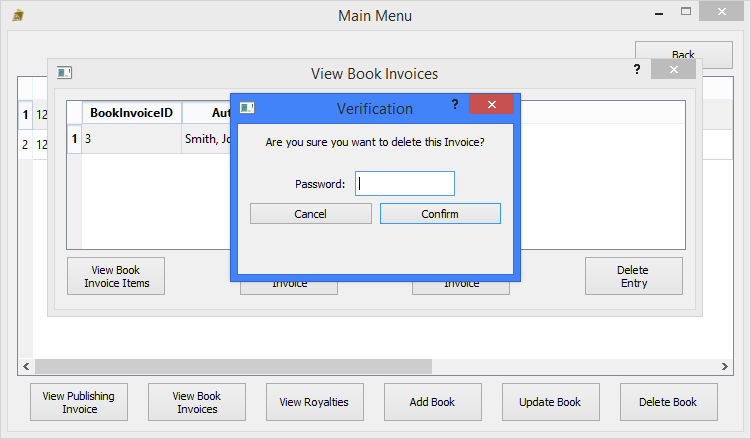 Main Menu
Back
View Book Invoices
?
BookInvoiceID
1
3
Smith,
1
12
2
12
Verification
?
Are you sure you want to delete this Invoice?
Password:
Cancel
Confirm
View Book
Invoice Items
Invoice
Invoice
Delete
Entry
View Publishing
Invoice
View Book
Invoices
View Royalties
Add Book
Update Book
Delete Book